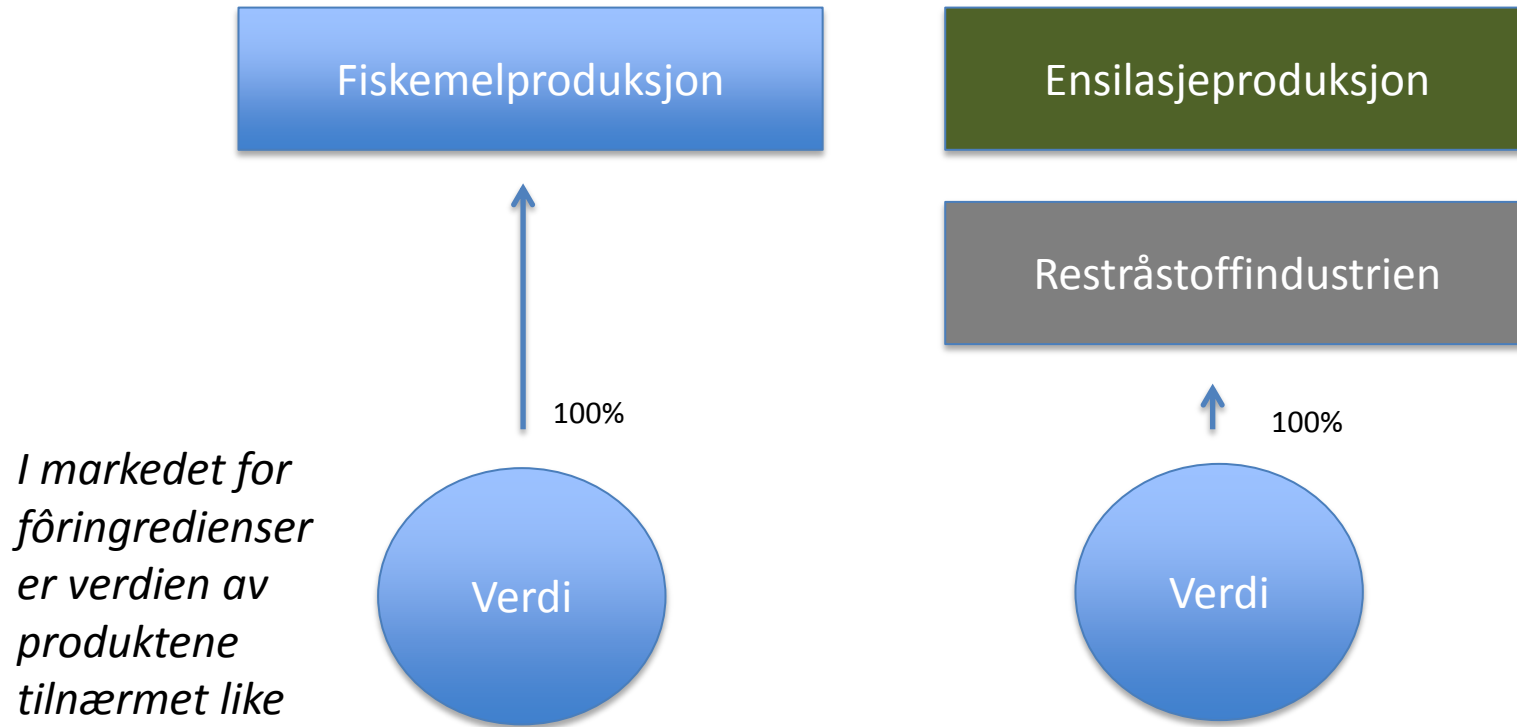 Fiskemelproduksjon
Ensilasjeproduksjon
Restråstoffindustrien
100%
100%
I markedet for
fôringredienser
er verdien av
produktene
tilnærmet like
Verdi
Verdi